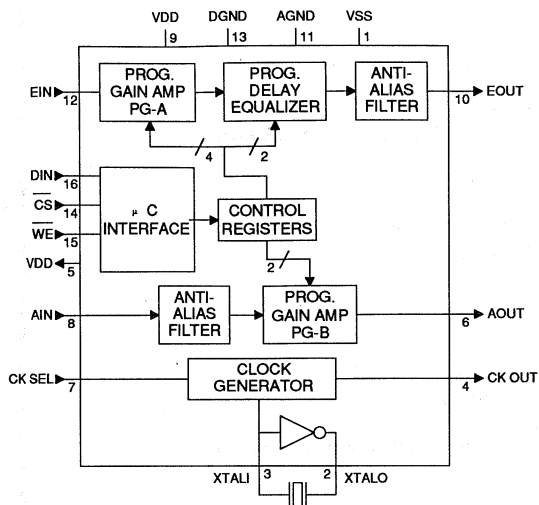 VDD DGND AGND VSS
9 13 11 1
EIN 12
PROG.
GAIN AMP
PG-A
PROG.
DELAY
EQUALIZER
ANTI-
ALIAS
FILTER
10 EOUT
4 2
DIN 16
CS 14
WE 15
VDD 5
μ C
INTERFACE
CONTROL
REGISTERS
2
AIN 8
ANTI-
ALIAS
FILTER
PROG.
GAIN AMP
PG-B
6 AOUT
CK SEL 7
CLOCK
GENERATOR
4 CK OUT
XTALI 3 2 XTALO